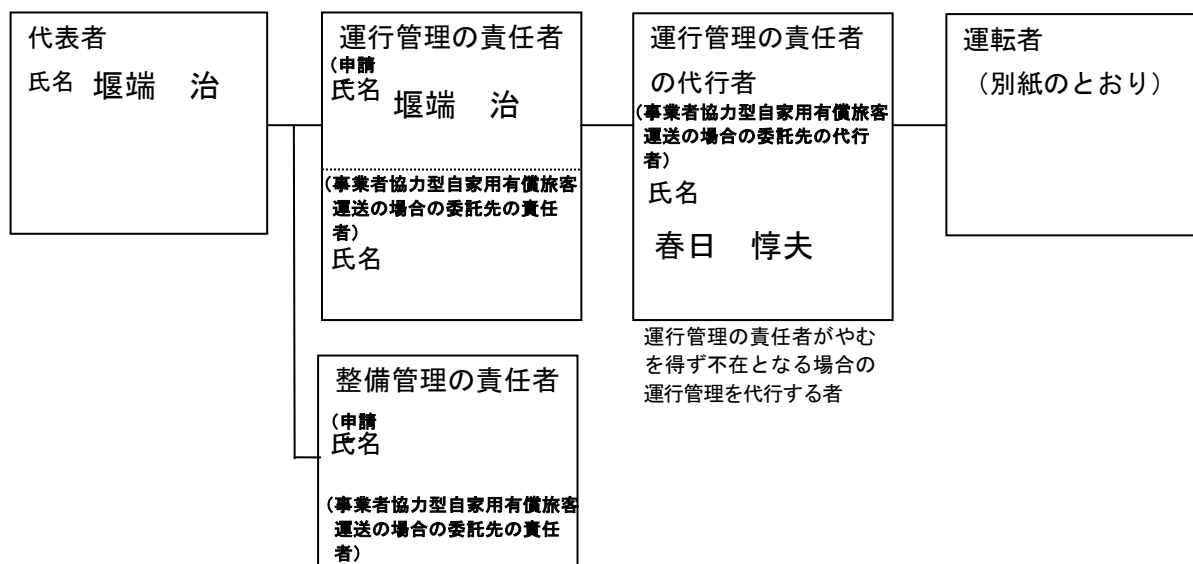 代表者
氏名 堰端 治
運行管理の責任者
(申請
氏名
堰端 治
(事業者協力型自家用有償旅客
運送の場合の委託先の責任
者)
氏名
運行管理の責任者
の代行者
(事業者協力型自家用有償旅客
運送の場合の委託先の代行
者)
氏名
春日 惇夫
運行管理の責任者がやむ
を得ず不在となる場合の
運行管理を代行する者
運転者
(別紙のとおり)
整備管理の責任者
(申請
氏名
(事業者協力型自家用有償旅客
運送の場合の委託先の責任
者)